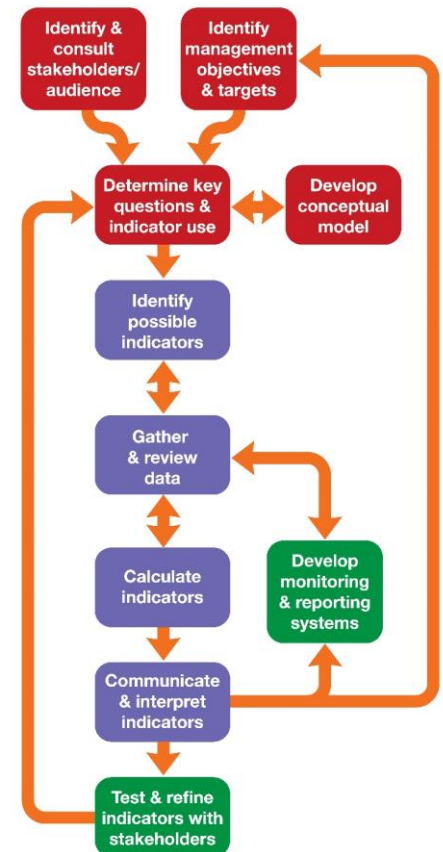 Identify &
consult
stakeholders/
audience
Identify
management
objectives
& targets
Determine key
questions &
indicator use
Develop
conceptual
model
Identify
possible
indicators
Gather
& review
data
Calculate
indicators
Develop
monitoring
& reporting
systems
Communicate
& interpret
indicators
Test & refine
indicators with
stakeholders